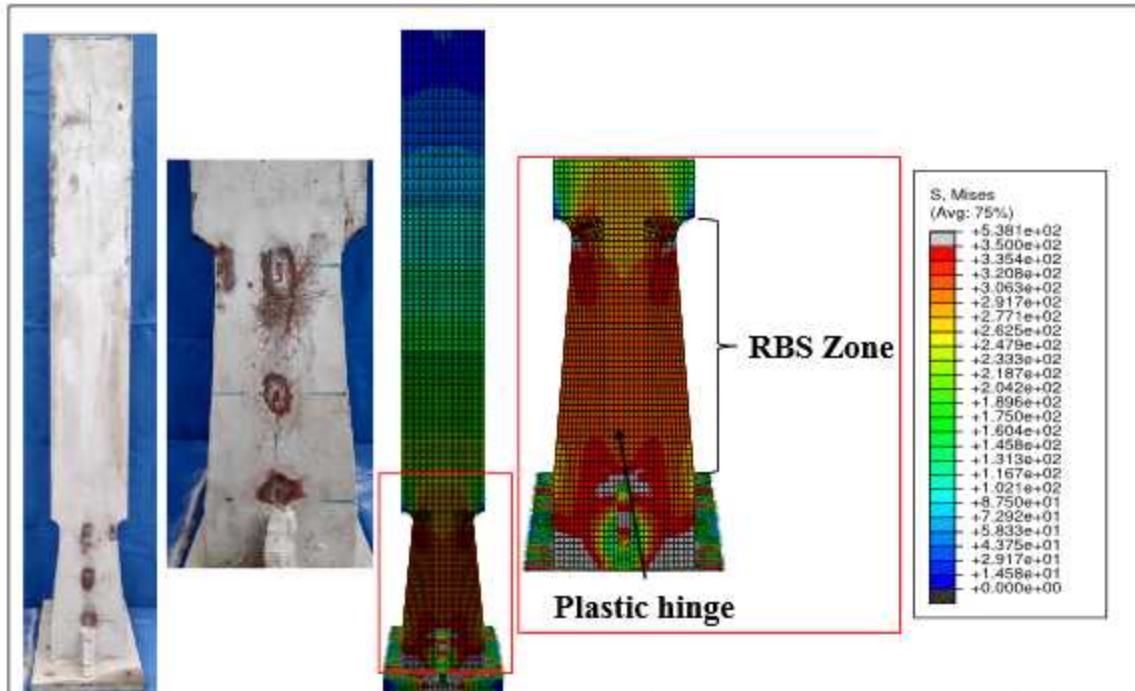 S, Mises
(Avg: 75%)
+5.381e+02
+3.500e+02
+3.354e+02
+3.208e+02
+3.063e+02
+2.917e+02
+2.771e+02
+2.625e+02
+2.479e+02
+2.333e+02
+2.187e+02
+2.042e+02
+1.896e+02
+1.750e+02
+1.604e+02
+1.458e+02
+1.313e+02
+1.167e+02
+1.021e+02
+8.750e+01
+7.292e+01
+5.833e+01
+4.375e+01
+2.917e+01
+1.458e+01
+0.000e+00
RBS Zone
Plastic hinge